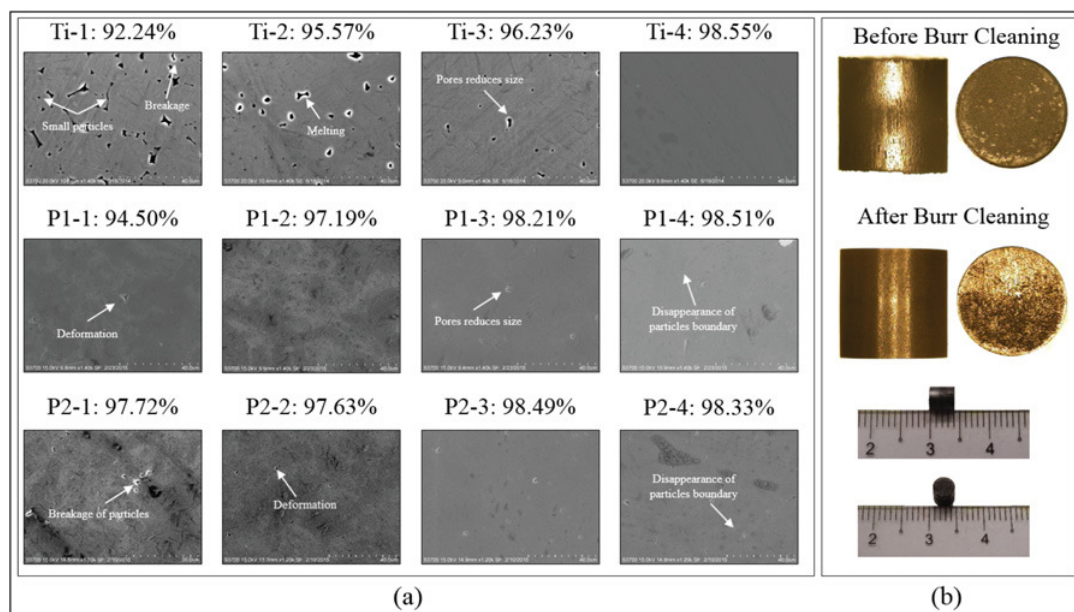 Ti-1: 92.24% Ti-2: 95.57% Ti-3: 96.23% Ti-4: 98.55%
Breakage
Small particles
Melting
Pores reduces size
P1-1: 94.50% P1-2: 97.19% P1-3: 98.21% P1-4: 98.51%
Deformation
Pores reduces size
Disappearance of
particles boundary
P2-1: 97.72% P2-2: 97.63% P2-3: 98.49% P2-4: 98.33%
Breakage of particles
Deformation
Disappearance of
particles boundary
(a)
Before Burr Cleaning
After Burr Cleaning
2 3 4
2 3 4
(b)